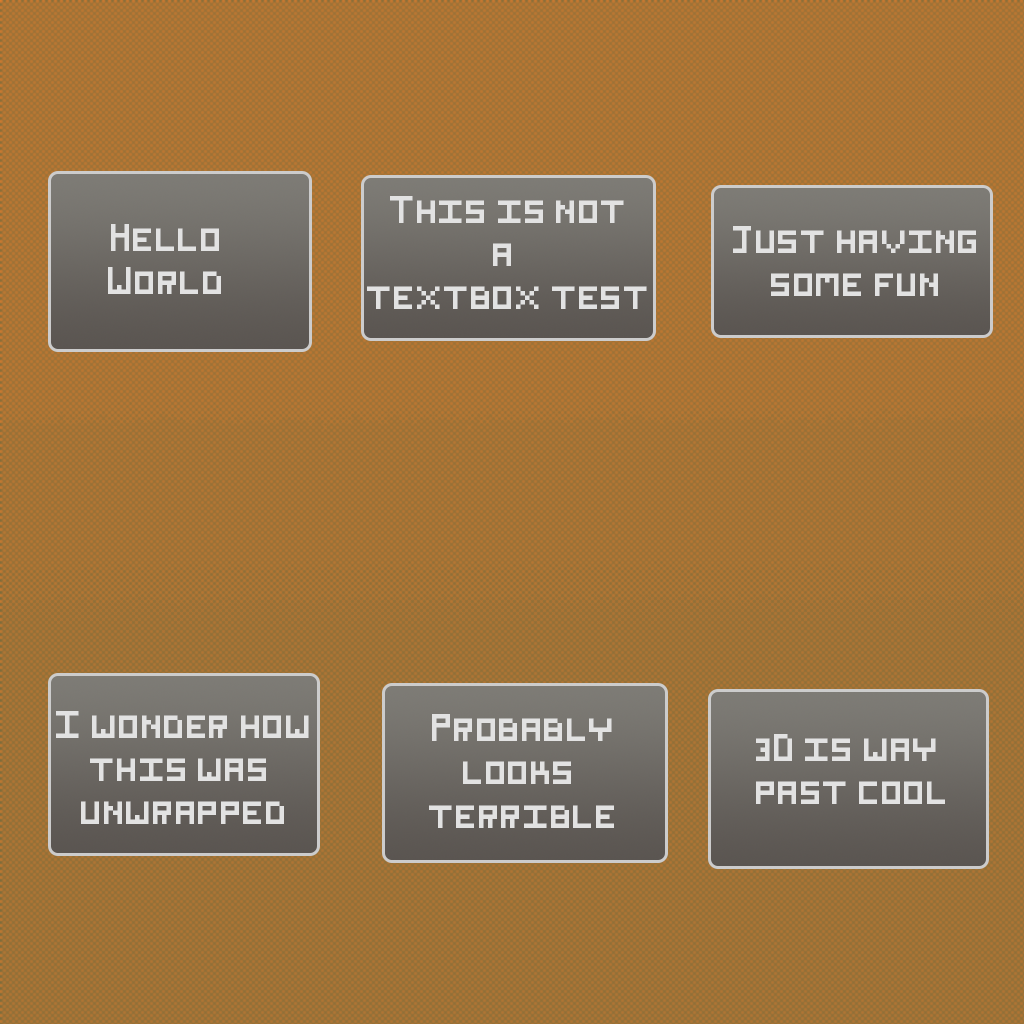 Hello
World
This is not
a
textbox test
Just having
some fun
I wonder how
this was
unwrapped
Probably
looks
terrible
3D is way
past cool